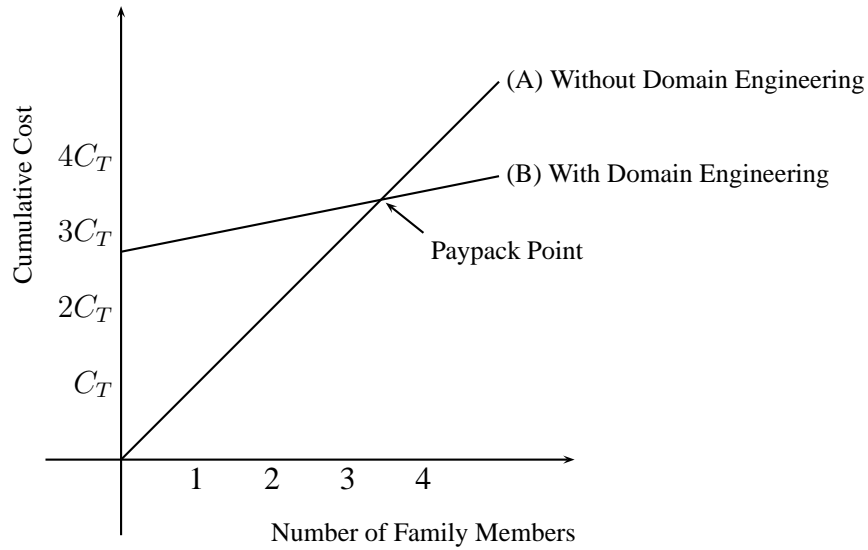 (A) Without Domain Engineering
Cumulative Cost
4C_T
(B) With Domain Engineering
3C_T
Paypack Point
2C_T
C_T
1 2 3 4
Number of Family Members